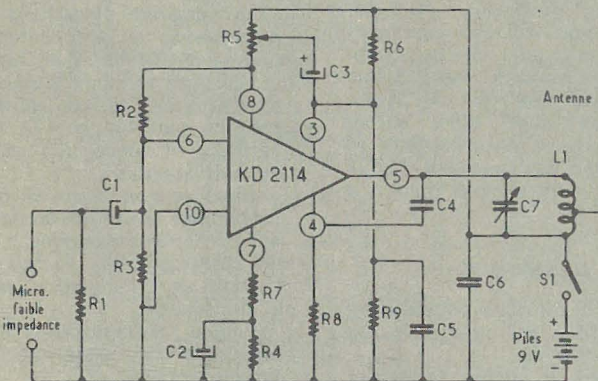 R5
+
C3
R6
R2
8
3
Antenne
6
KD 2114
L1
C1
10
5
4
C4
C7
7
R3
Micro.
faible
impédance
R1
R7
C2
R4
R8
R9
C5
C6
S1
+
Piles
9 V
-